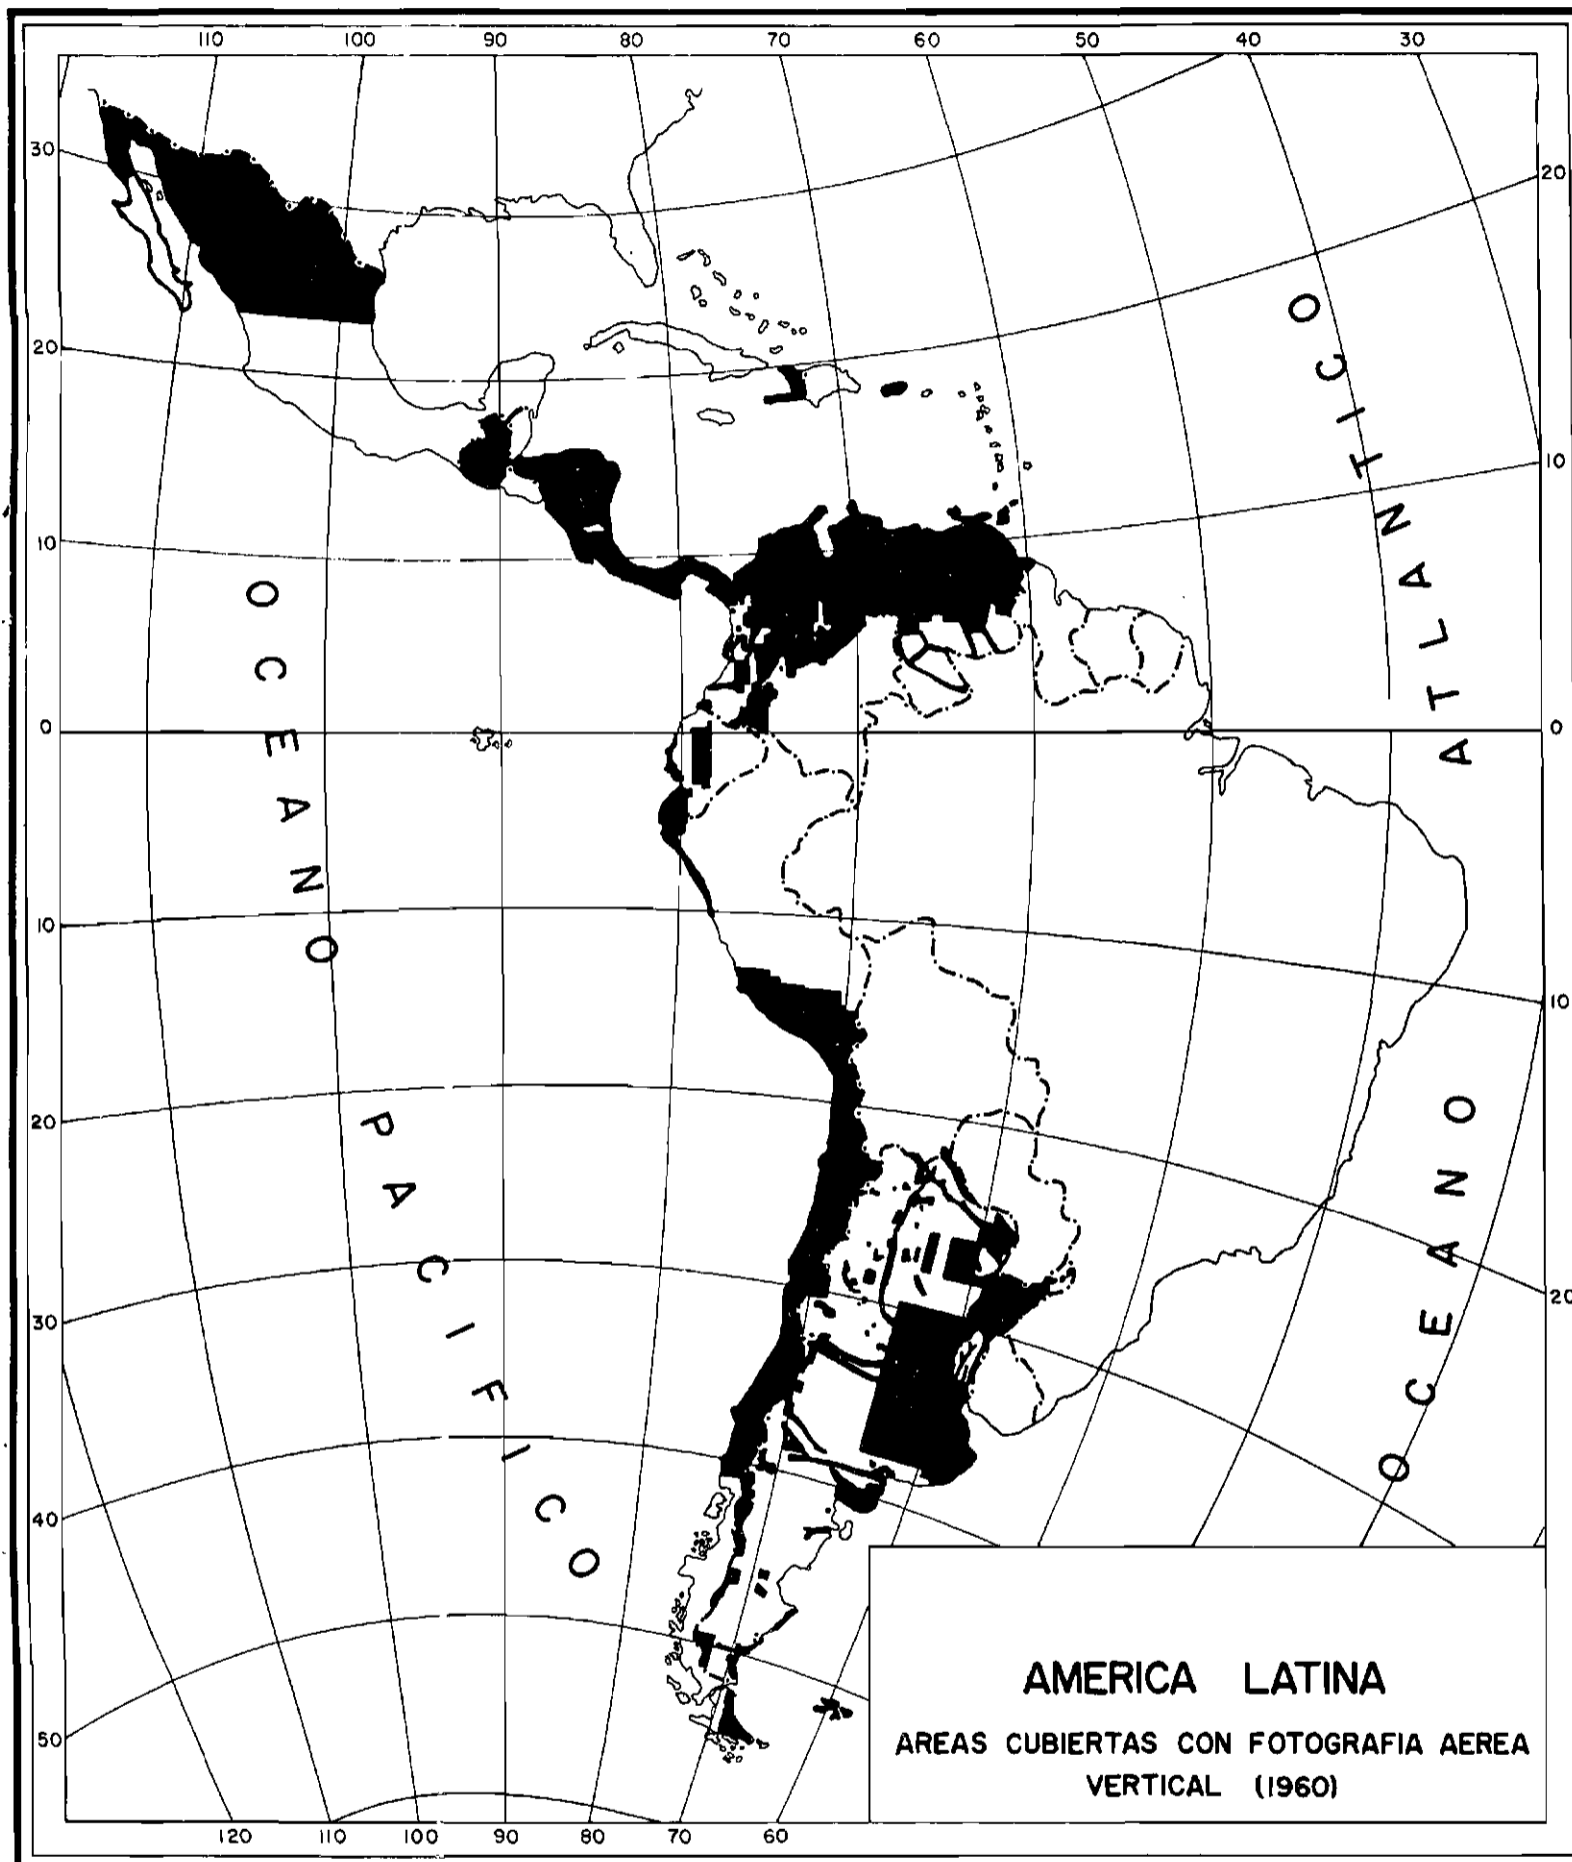 110 100 90 80 70 60 50 40 30
30
20
20
10
10
0
0
10
10
20
20
30
40
50
OCEANO PACIFICO
OCEANO ATLANTICO
AMERICA LATINA
AREAS CUBIERTAS CON FOTOGRAFIA AEREA
VERTICAL (1960)
120 110 100 90 80 70 60